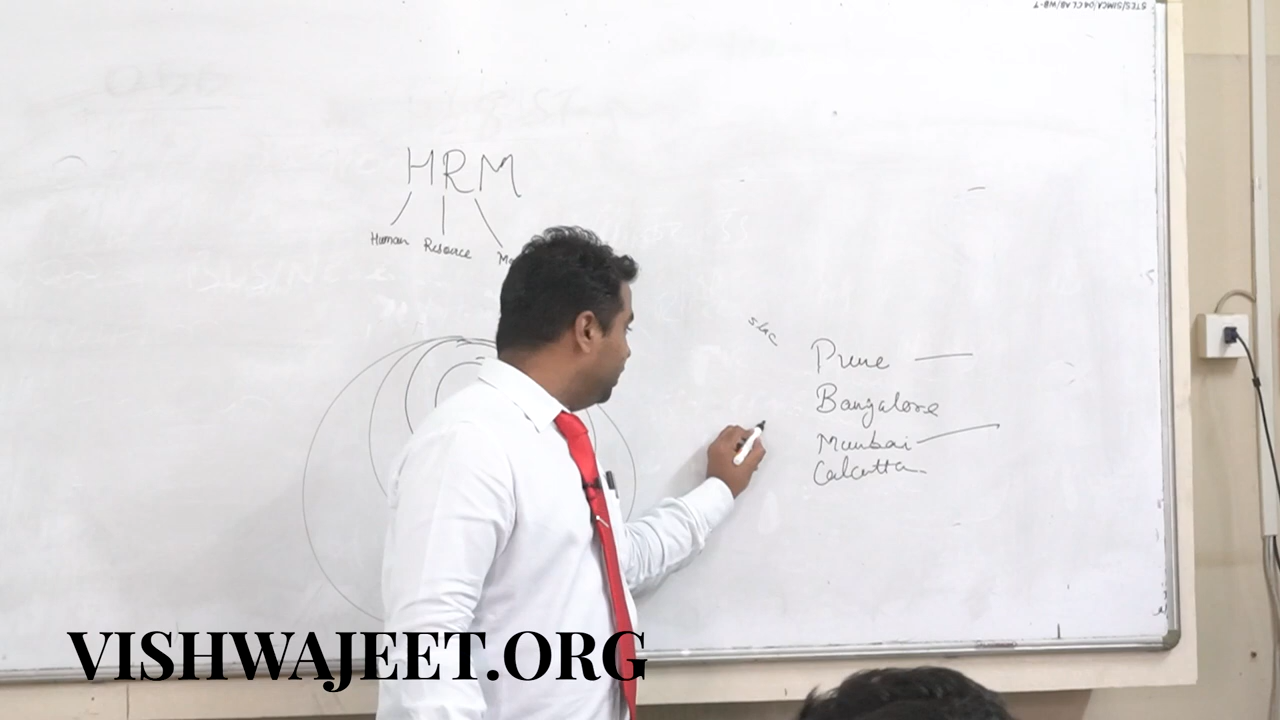 HRM
Human Resource
Pune
Bangalore
Mumbai
Calcutta
VISHWAJEET.ORG